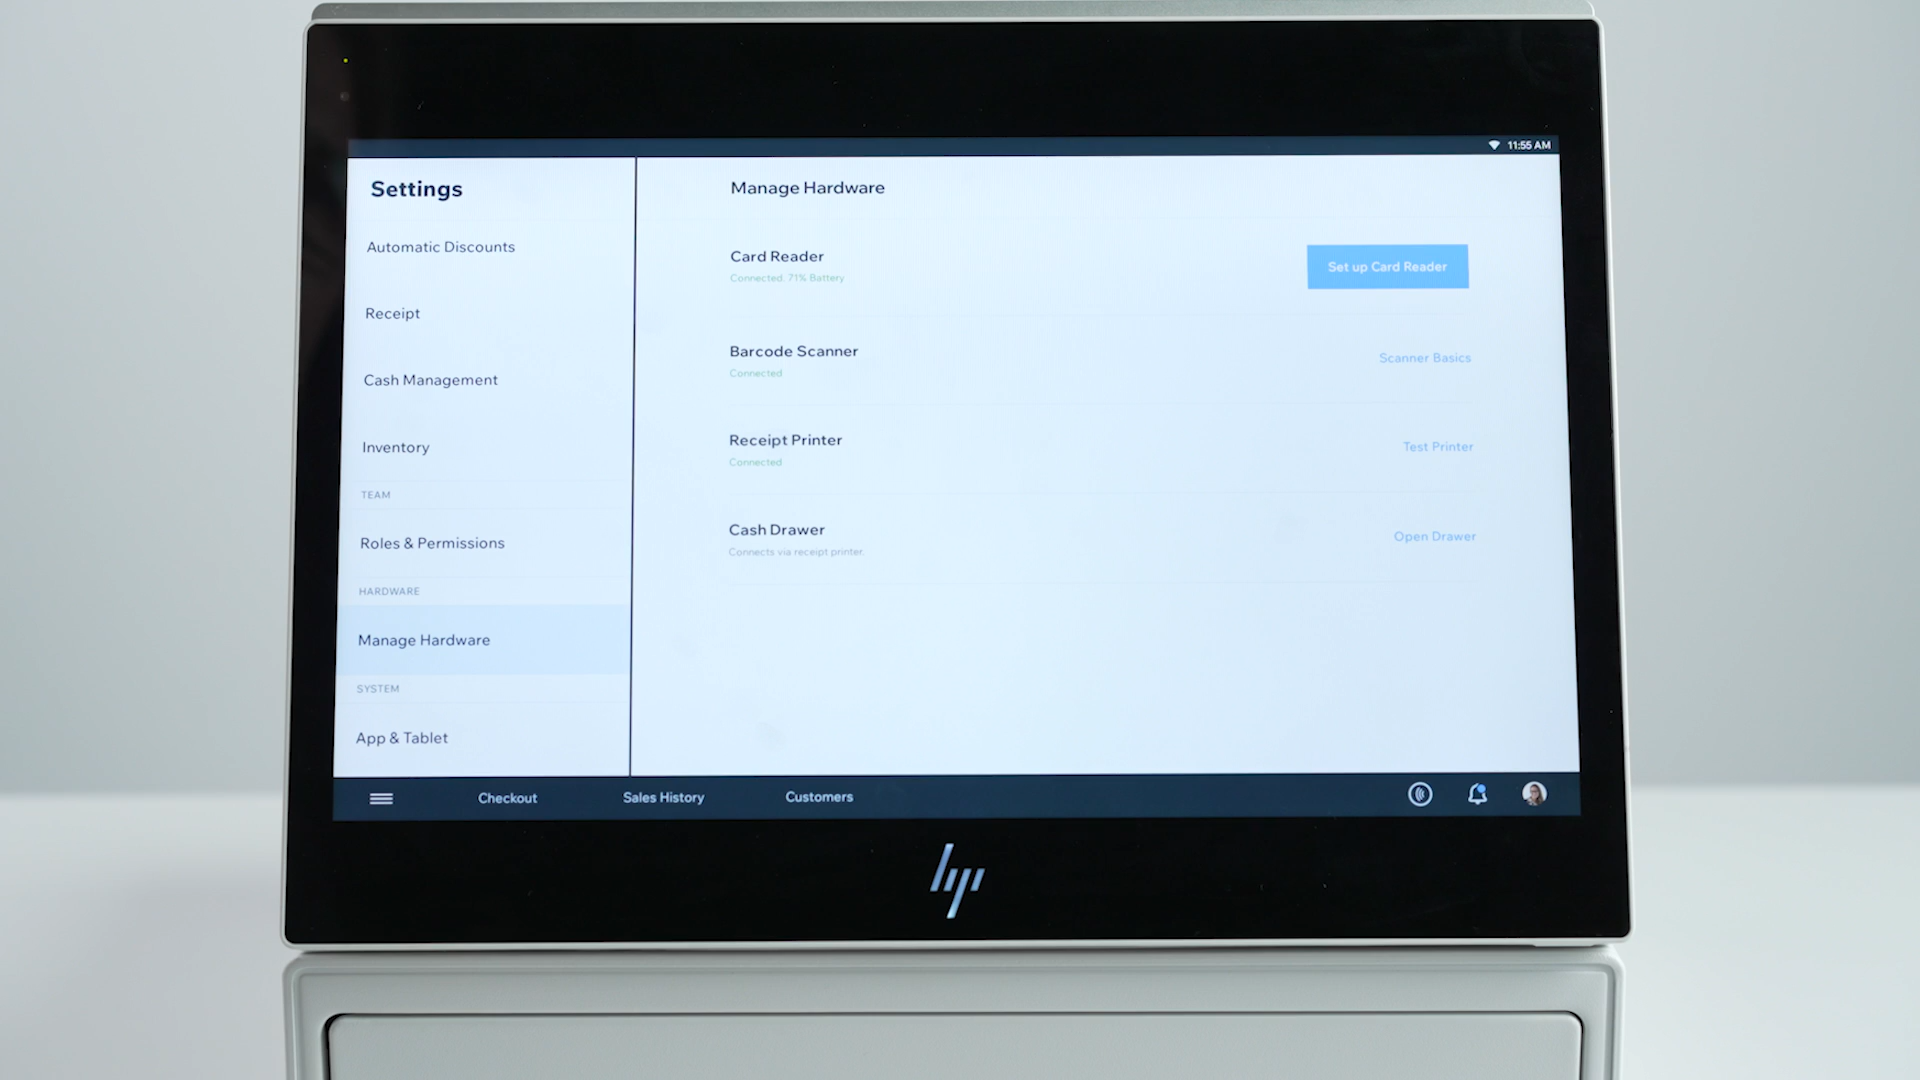 11:55 AM
Settings
Automatic Discounts
Receipt
Cash Management
Inventory
TEAM
Roles & Permissions
HARDWARE
Manage Hardware
SYSTEM
App & Tablet
Manage Hardware
Card Reader
Connected. 71% Battery
Set up Card Reader
Barcode Scanner
Connected
Scanner Basics
Receipt Printer
Connected
Test Printer
Cash Drawer
Connects via receipt printer.
Open Drawer
Checkout
Sales History
Customers
hp